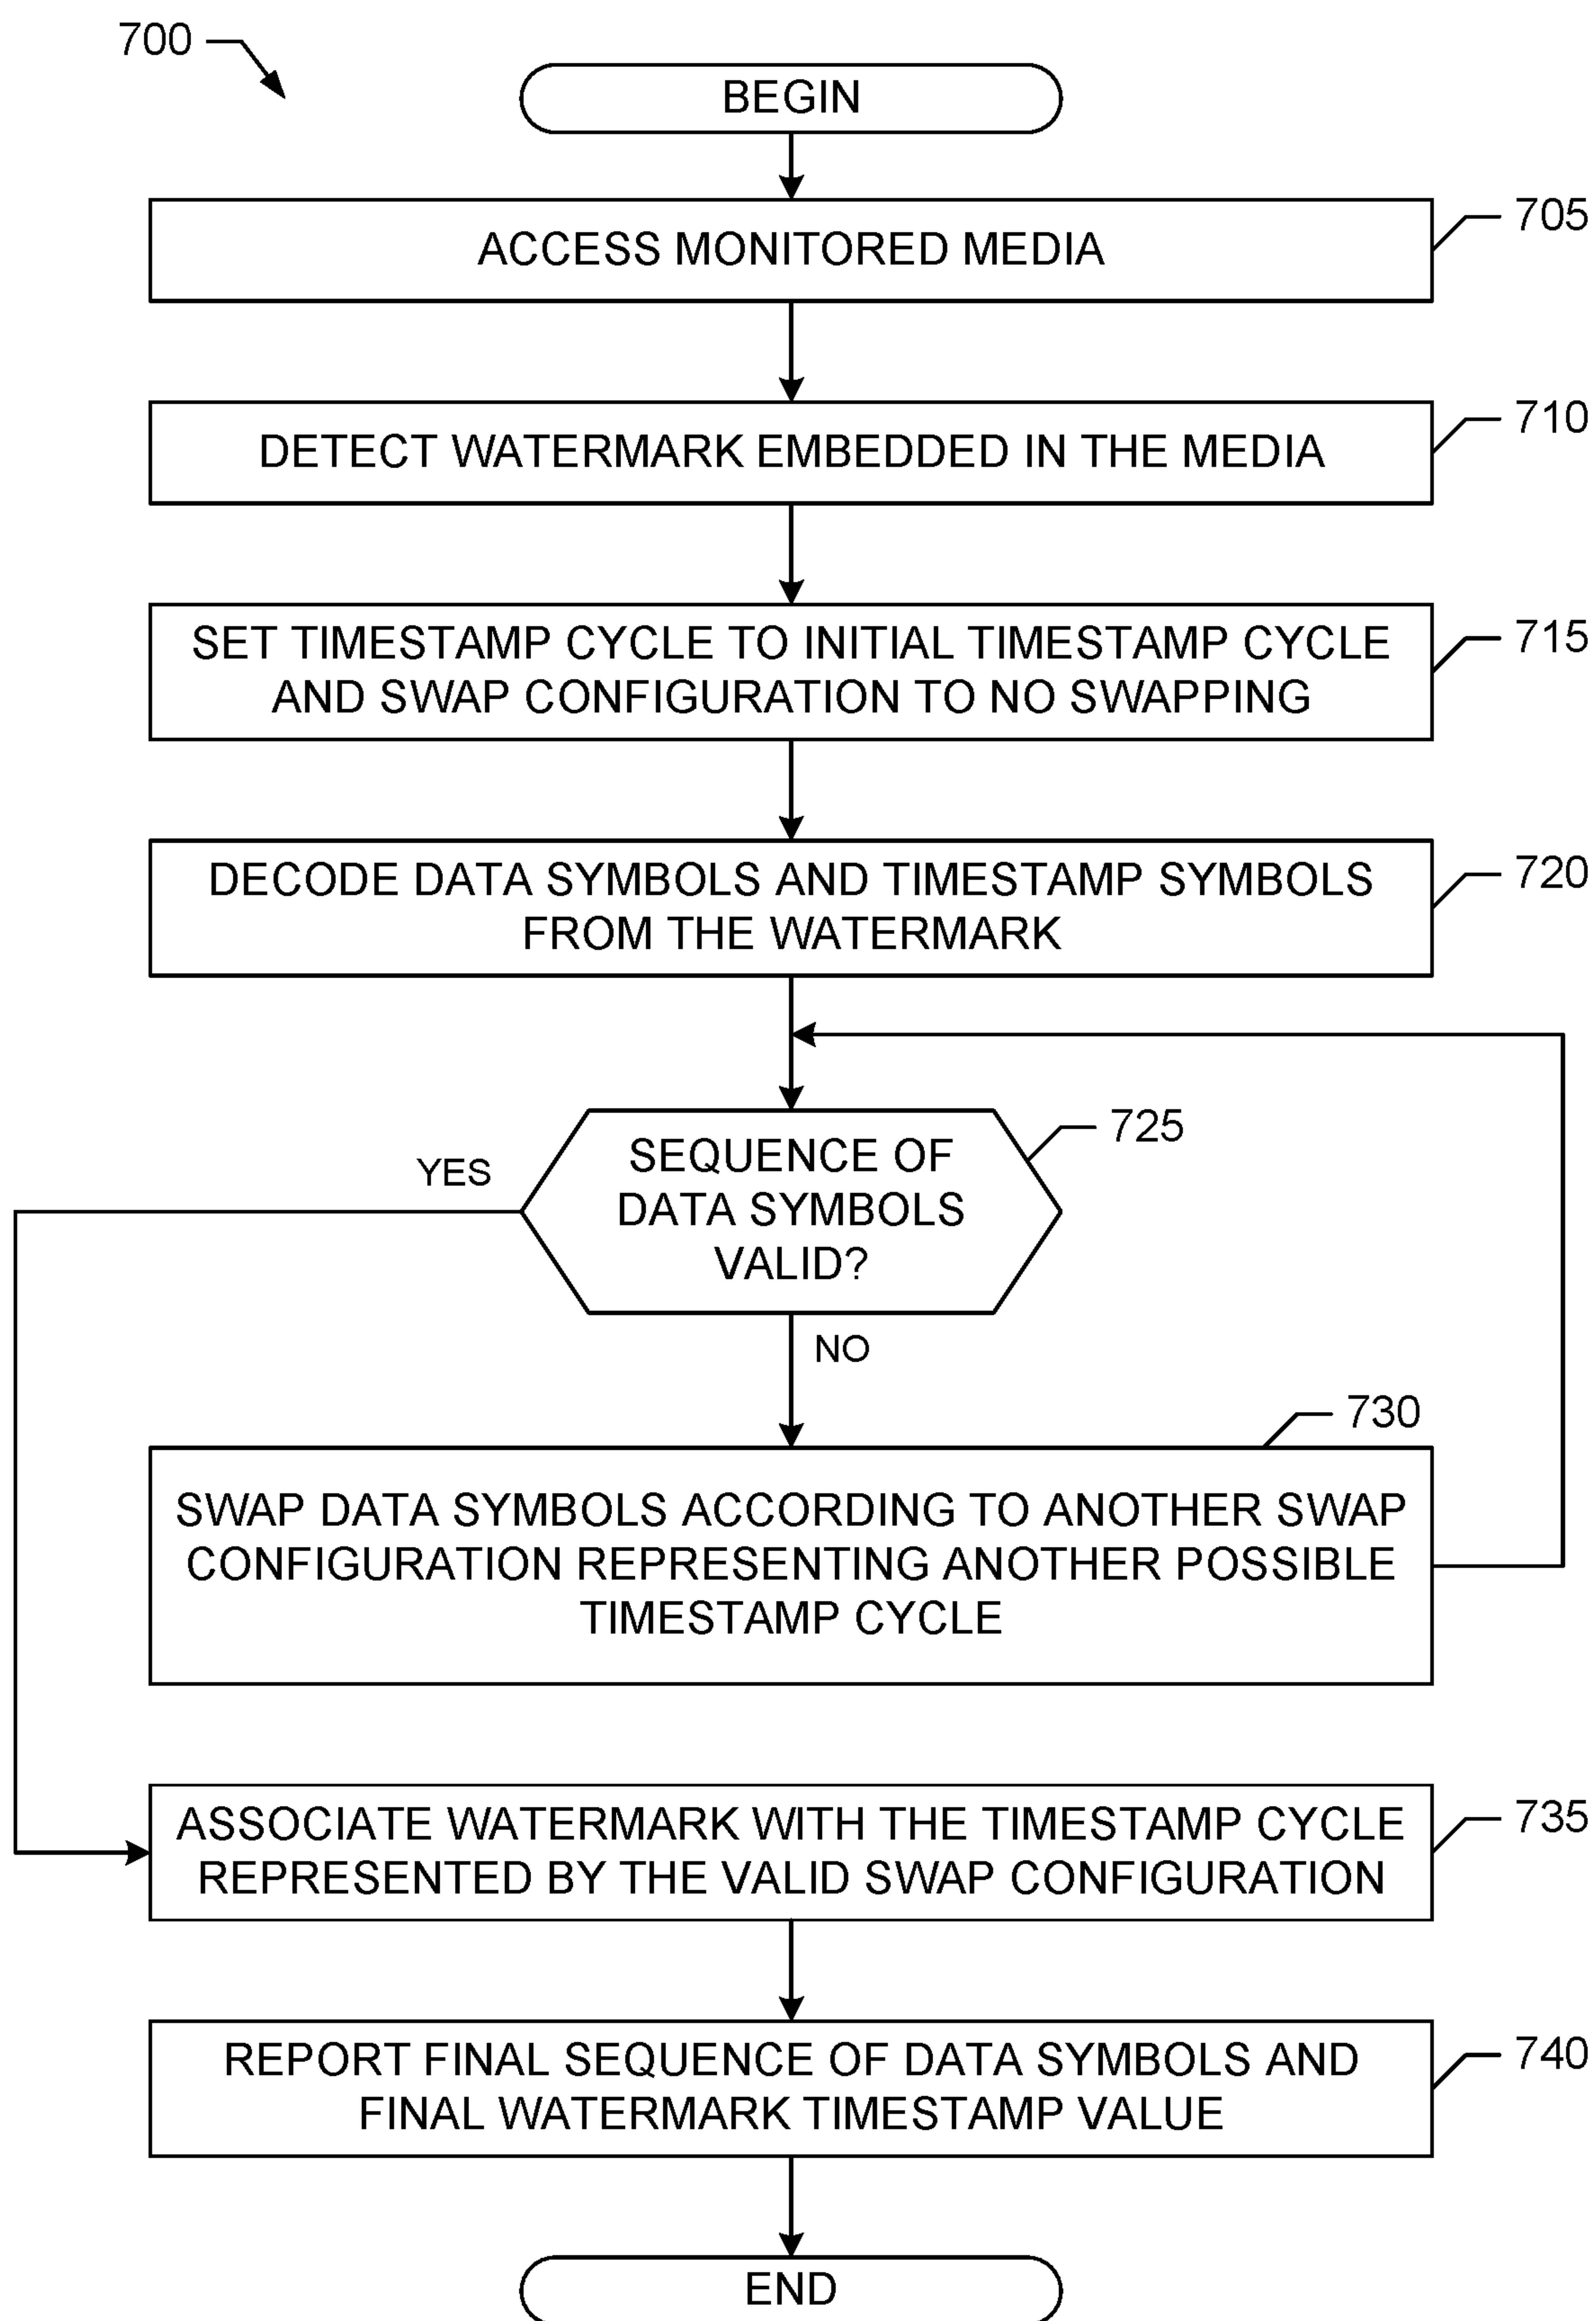 700
BEGIN
705
ACCESS MONITORED MEDIA
710
DETECT WATERMARK EMBEDDED IN THE MEDIA
715
SET TIMESTAMP CYCLE TO INITIAL TIMESTAMP CYCLE
AND SWAP CONFIGURATION TO NO SWAPPING
720
DECODE DATA SYMBOLS AND TIMESTAMP SYMBOLS
FROM THE WATERMARK
725
YES
SEQUENCE OF
DATA SYMBOLS
VALID?
NO
730
SWAP DATA SYMBOLS ACCORDING TO ANOTHER SWAP
CONFIGURATION REPRESENTING ANOTHER POSSIBLE
TIMESTAMP CYCLE
735
ASSOCIATE WATERMARK WITH THE TIMESTAMP CYCLE
REPRESENTED BY THE VALID SWAP CONFIGURATION
740
REPORT FINAL SEQUENCE OF DATA SYMBOLS AND
FINAL WATERMARK TIMESTAMP VALUE
END